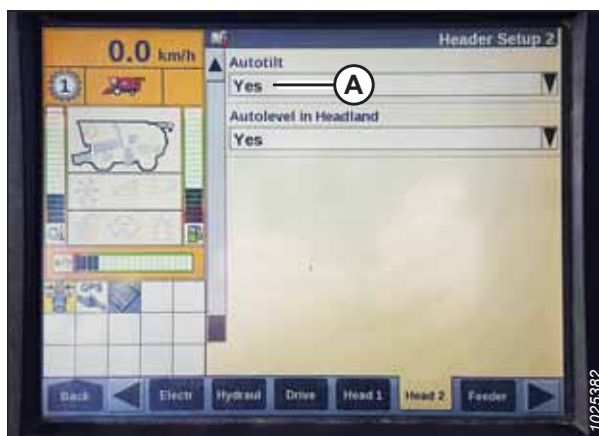 0.0 km/h
Header Setup 2
1
Autotilt
Yes
A
Autolevel in Headland
Yes
Back
Electr
Hydraul
Drive
Head 1
Head 2
Feeder
1025382